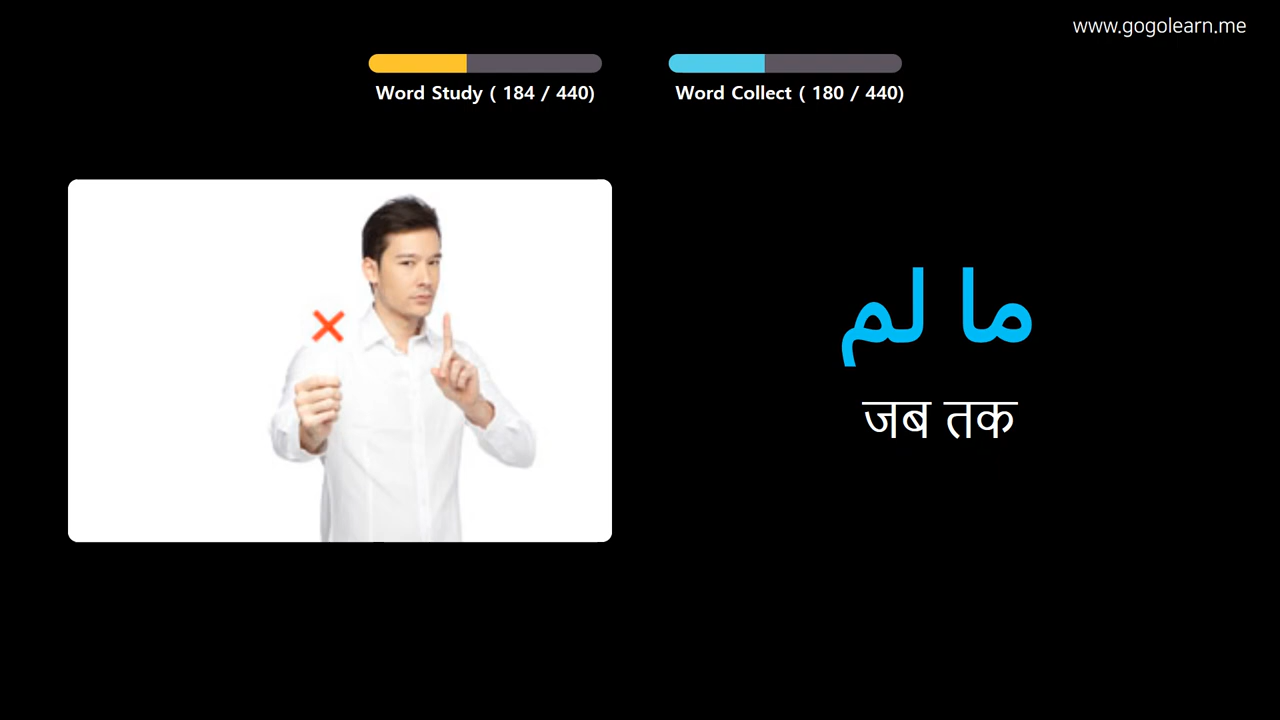 www.gogolearn.me
Word Study ( 184 / 440)
Word Collect ( 180 / 440)
ما لم
जब तक